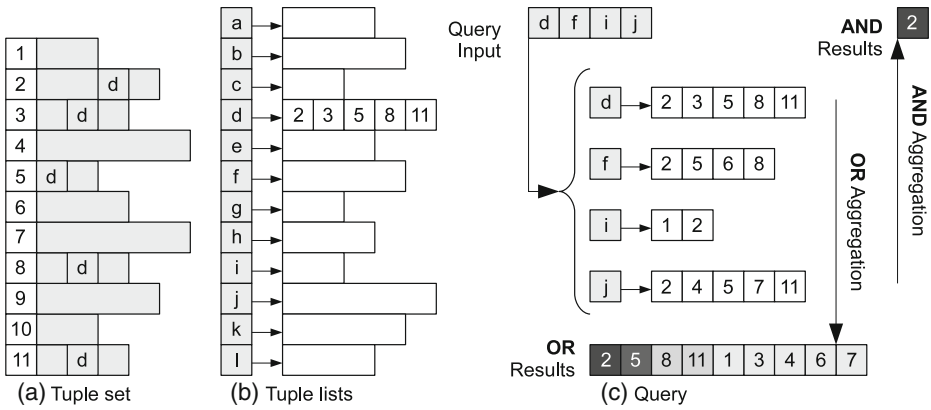 1
2 d
3 d
4
5 d
6
7
8 d
9
10
11 d
(a) Tuple set
a
b
c
d 2 3 5 8 11
e
f
g
h
i
j
k
l
(b) Tuple lists
Query
Input
d f i j
d 2 3 5 8 11
f 2 5 6 8
i 1 2
j 2 4 5 7 11
OR Aggregation
AND Aggregation
AND
Results
2
OR
Results
2 5 8 11 1 3 4 6 7
(c) Query